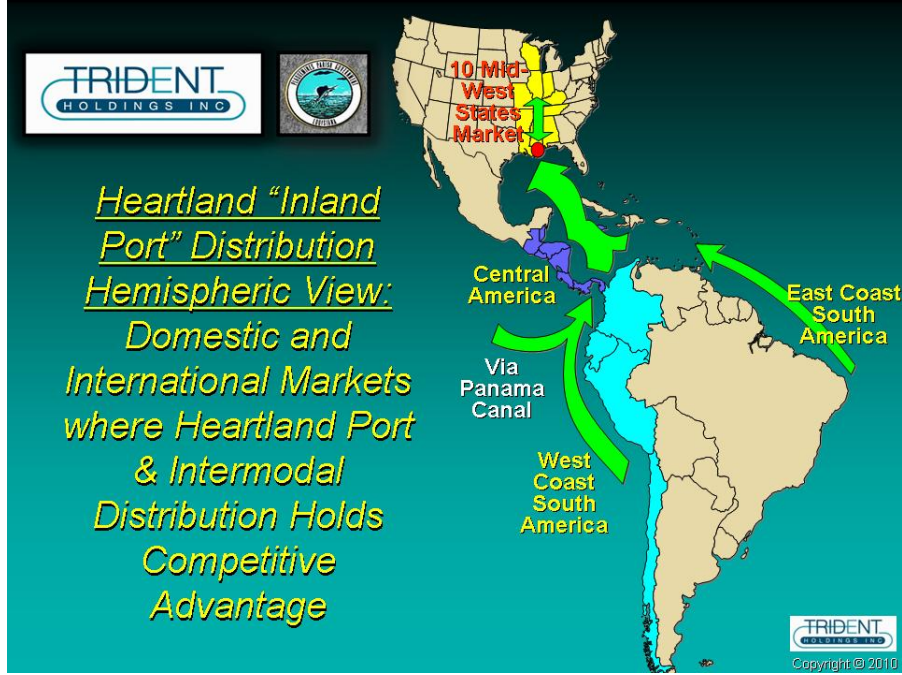 TRIDENT
HOLDINGS INC
Heartland “Inland
Port” Distribution
Hemispheric View:
Domestic and
International Markets
where Heartland Port
& Intermodal
Distribution Holds
Competitive
Advantage
10 Mid-
West
States
Market
Central
America
East Coast
South
America
Via
Panama
Canal
West
Coast
South
America
TRIDENT
HOLDINGS INC
Copyright © 2010